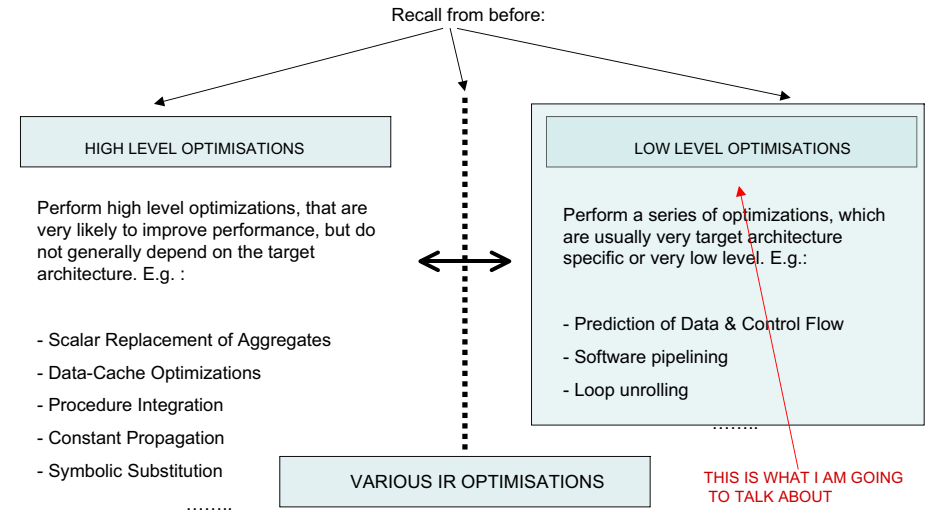 Recall from before:
HIGH LEVEL OPTIMISATIONS
Perform high level optimizations, that are
very likely to improve performance, but do
not generally depend on the target
architecture. E.g. :
- Scalar Replacement of Aggregates
- Data-Cache Optimizations
- Procedure Integration
- Constant Propagation
- Symbolic Substitution
........
LOW LEVEL OPTIMISATIONS
Perform a series of optimizations, which
are usually very target architecture
specific or very low level. E.g.:
- Prediction of Data & Control Flow
- Software pipelining
- Loop unrolling
........
VARIOUS IR OPTIMISATIONS
THIS IS WHAT I AM GOING
TO TALK ABOUT